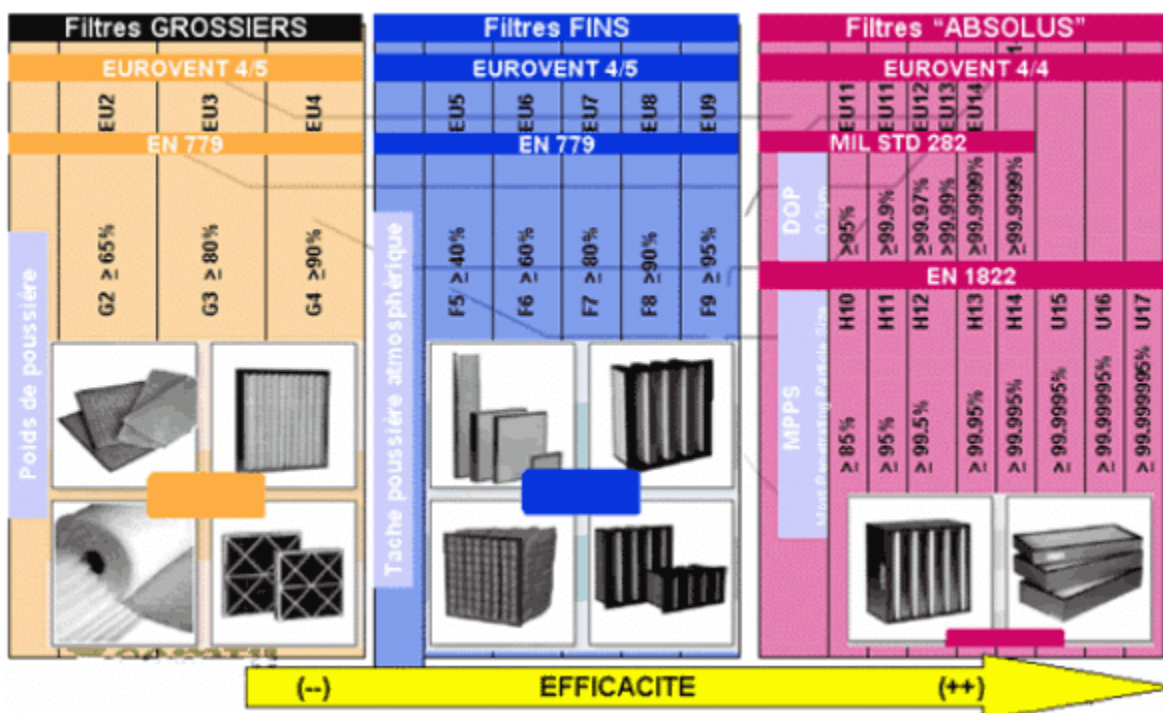 Filtres GROSSIERS
EUROVENT 4/5
EU2
EU3
EU4
EN 779
Poids de poussière
G2 ≥ 65%
G3 ≥ 80%
G4 ≥ 90%
Filtres FINS
EUROVENT 4/5
EU5
EU6
EU7
EU8
EU9
EN 779
Tache poussière atmosphérique
F5 ≥ 40%
F6 ≥ 60%
F7 ≥ 80%
F8 ≥ 90%
F9 ≥ 95%
Filtres “ABSOLUS”
EUROVENT 4/4
EU11
EU11
EU12
EU13
EU14
MIL STD 282
DOP
≥95%
≥99.9%
≥99.97%
≥99.99%
≥99.9999%
≥99.9999%
EN 1822
MPPS
Most Penetrating Particle Size
H10 ≥ 85%
H11 ≥ 95%
H12 ≥ 99.5%
H13 ≥ 99.95%
H14 ≥ 99.995%
U15 ≥ 99.9995%
U16 ≥ 99.99995%
U17 ≥ 99.999995%
(--)
EFFICACITE
(++)